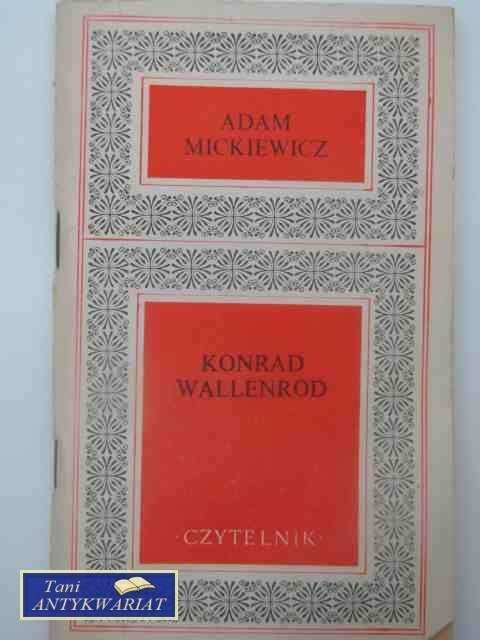 ADAM
MICKIEWICZ
KONRAD
WALLENROD
·CZYTELNIK·
Tani
ANTYKWARIAT